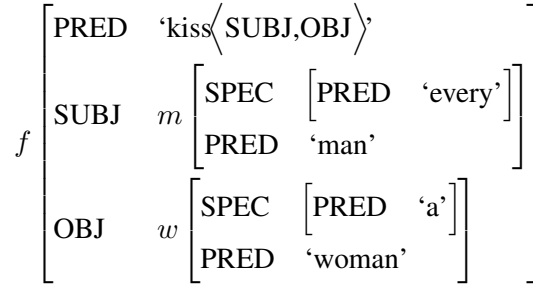 PRED ‘kiss⟨SUBJ,OBJ⟩’
SPEC [PRED ‘every’]
f SUBJ m
PRED ‘man’
SPEC [PRED ‘a’]
OBJ w
PRED ‘woman’